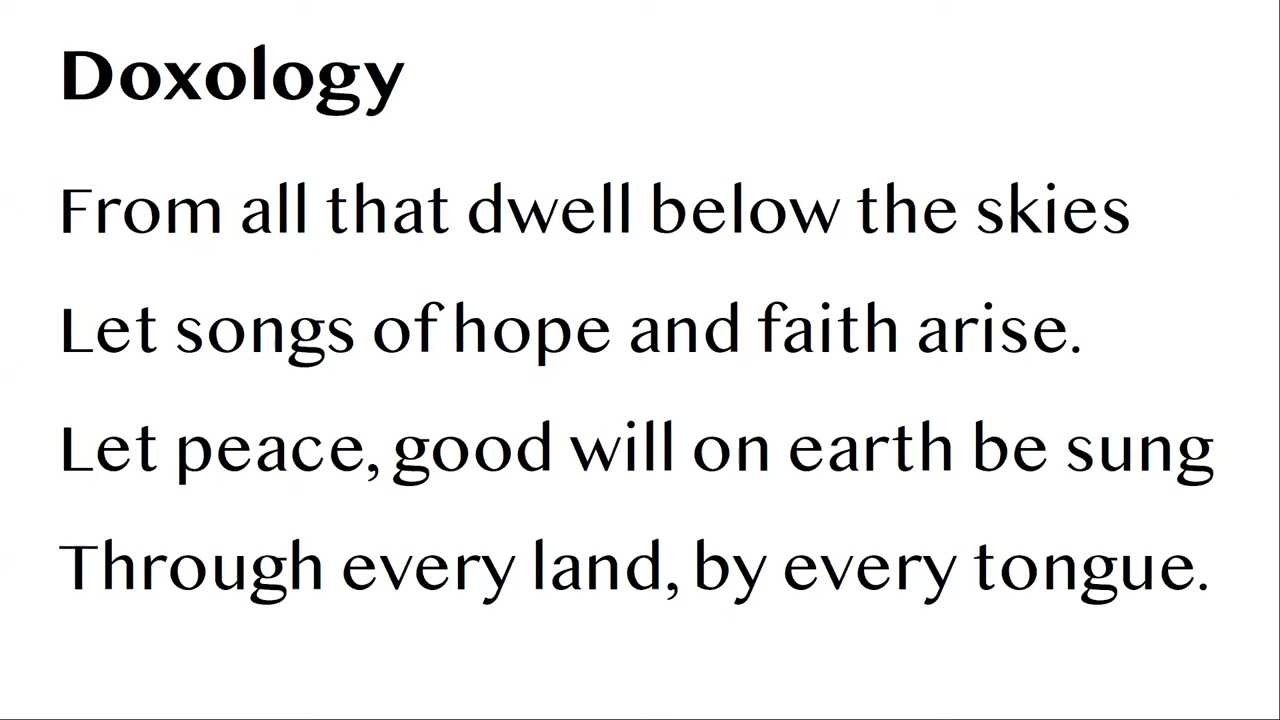 Doxology
From all that dwell below the skies
Let songs of hope and faith arise.
Let peace, good will on earth be sung
Through every land, by every tongue.